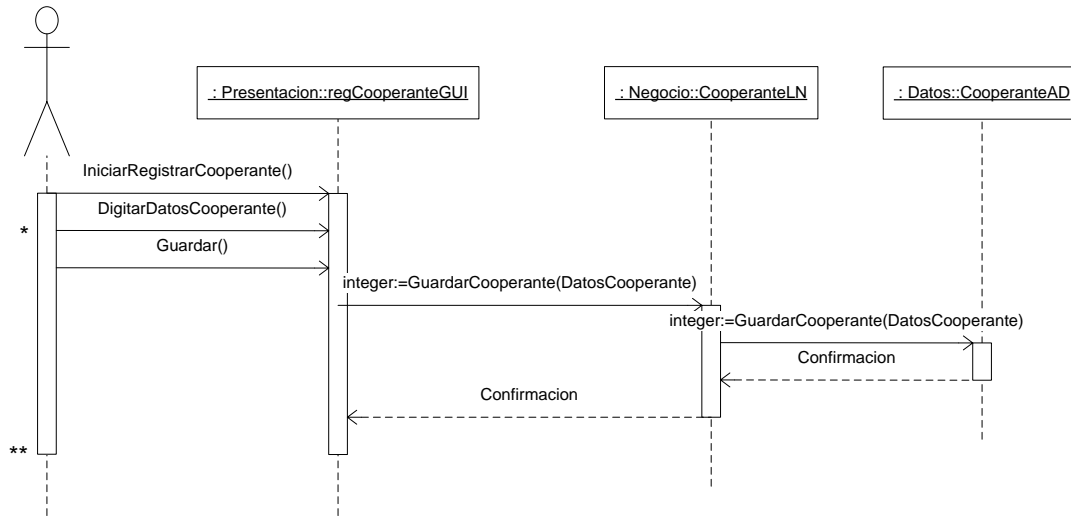 : Presentacion::regCooperanteGUI
: Negocio::CooperanteLN
: Datos::CooperanteAD
IniciarRegistrarCooperante()
DigitarDatosCooperante()
*
Guardar()
integer:=GuardarCooperante(DatosCooperante)
integer:=GuardarCooperante(DatosCooperante)
Confirmacion
Confirmacion
**